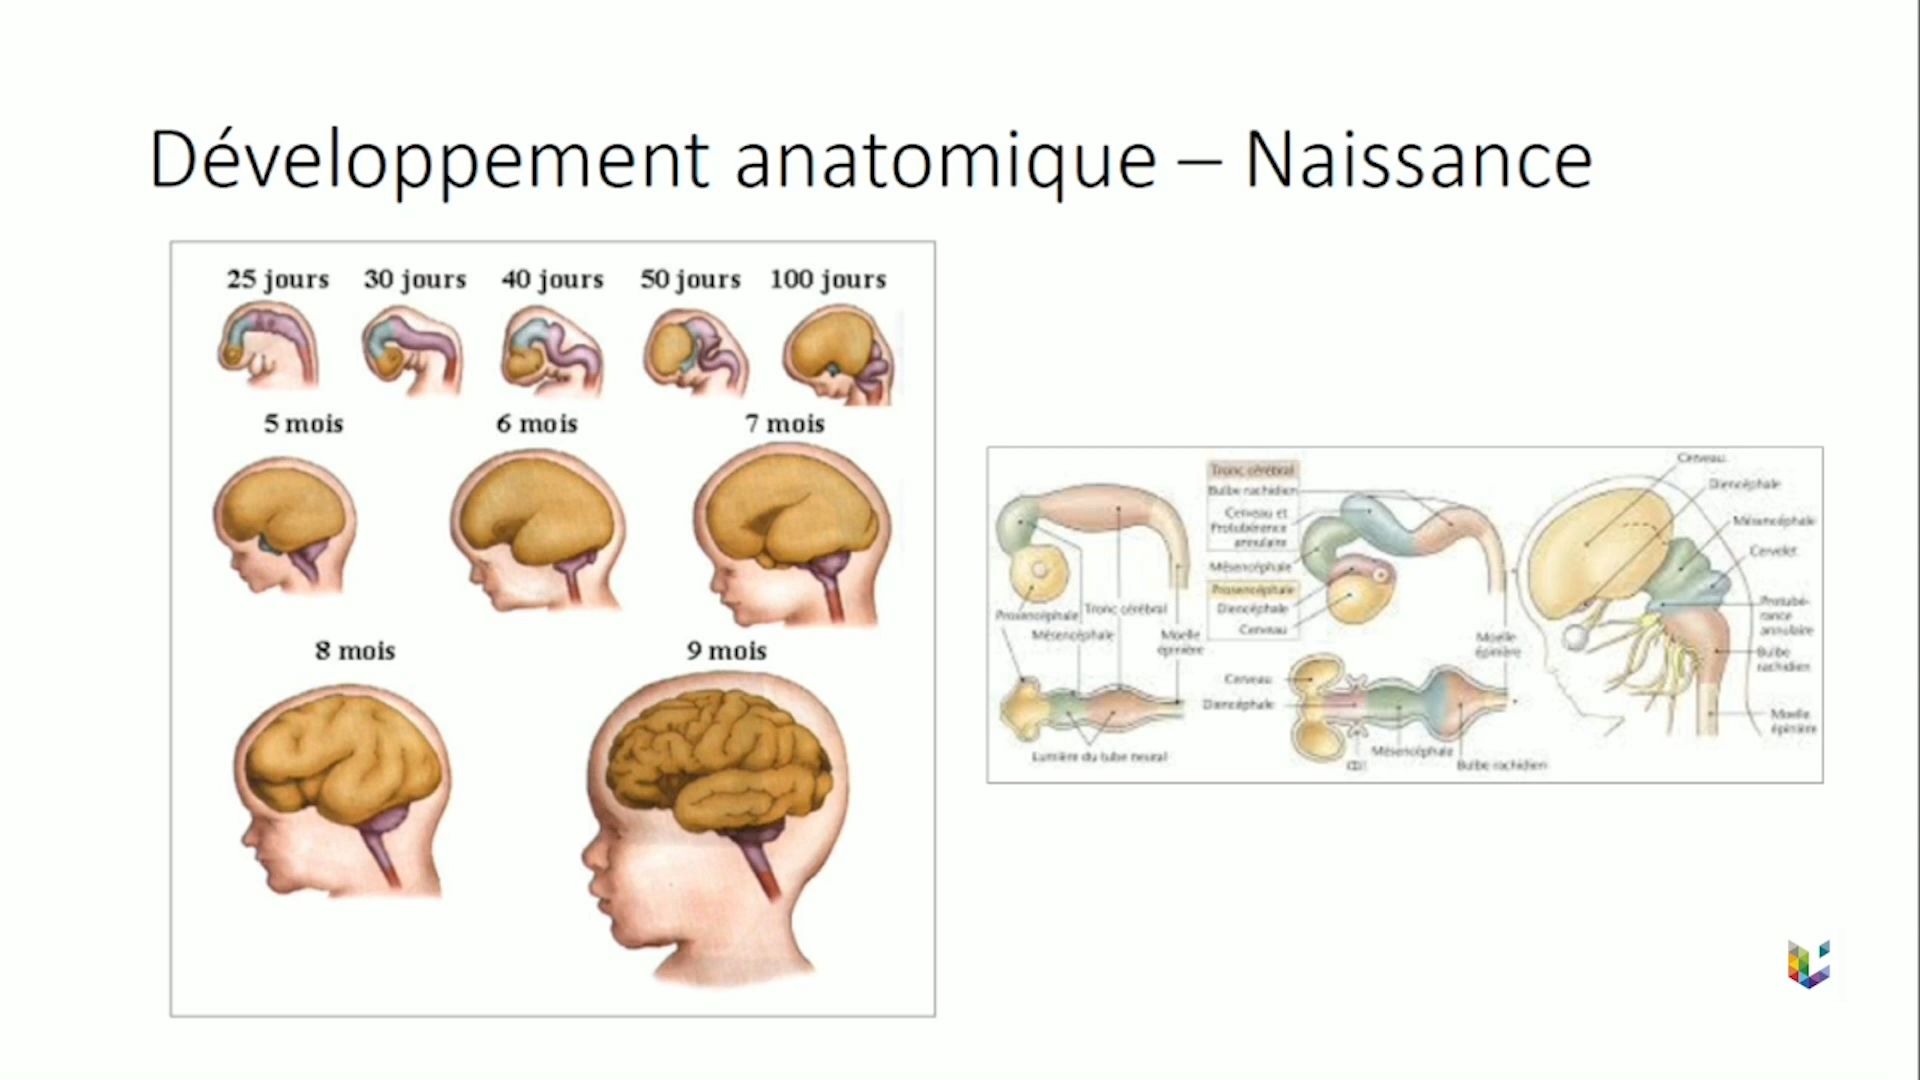 Développement anatomique – Naissance
25 jours 30 jours 40 jours 50 jours 100 jours
5 mois 6 mois 7 mois
8 mois 9 mois
Prosencéphale
Mésencéphale
Tronc cérébral
Moelle
épinière
Lumière du tube neural
Tronc cérébral
Bulbe rachidien
Cerveau et
Protubérance
annulaire
Mésencéphale
Prosencéphale
Diencéphale
Cerveau
Moelle
épinière
Cerveau
Diencéphale
Mésencéphale
Bulbe rachidien
Cerveau
Diencéphale
Mésencéphale
Cervelet
Protubé-
rance
annulaire
Bulbe
rachidien
Moelle
épinière